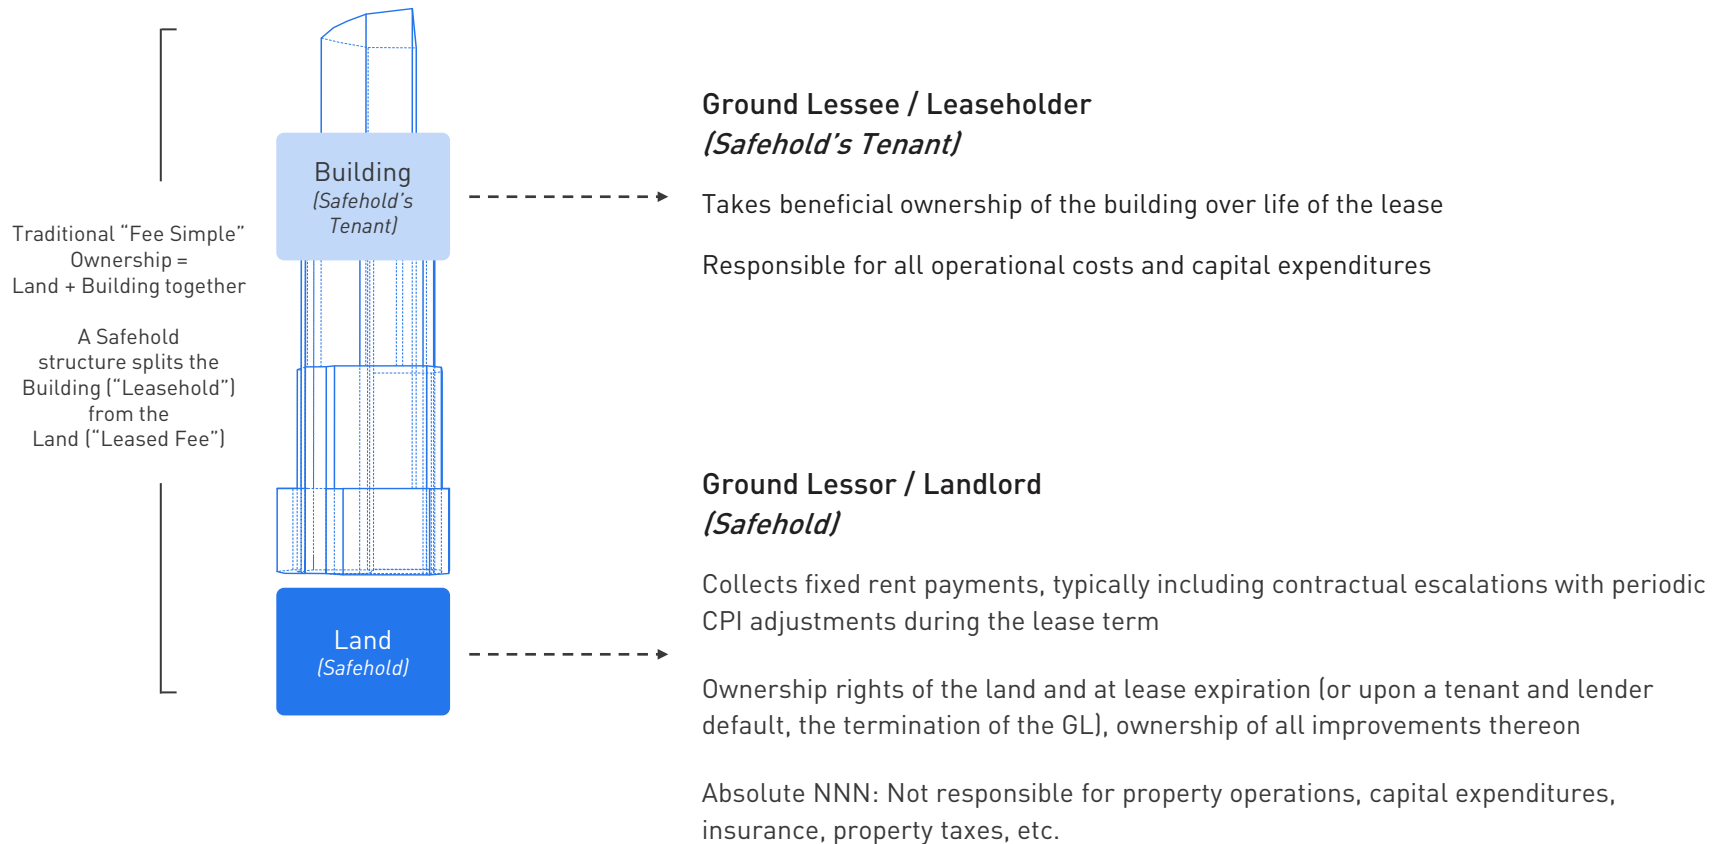 Traditional “Fee Simple”
Ownership =
Land + Building together
A Safehold
structure splits the
Building (“Leasehold”)
from the
Land (“Leased Fee”)
Building
(Safehold’s
Tenant)
Land
(Safehold)
Ground Lessee / Leaseholder
(Safehold’s Tenant)
Takes beneficial ownership of the building over life of the lease
Responsible for all operational costs and capital expenditures
Ground Lessor / Landlord
(Safehold)
Collects fixed rent payments, typically including contractual escalations with periodic
CPI adjustments during the lease term
Ownership rights of the land and at lease expiration (or upon a tenant and lender
default, the termination of the GL), ownership of all improvements thereon
Absolute NNN: Not responsible for property operations, capital expenditures,
insurance, property taxes, etc.